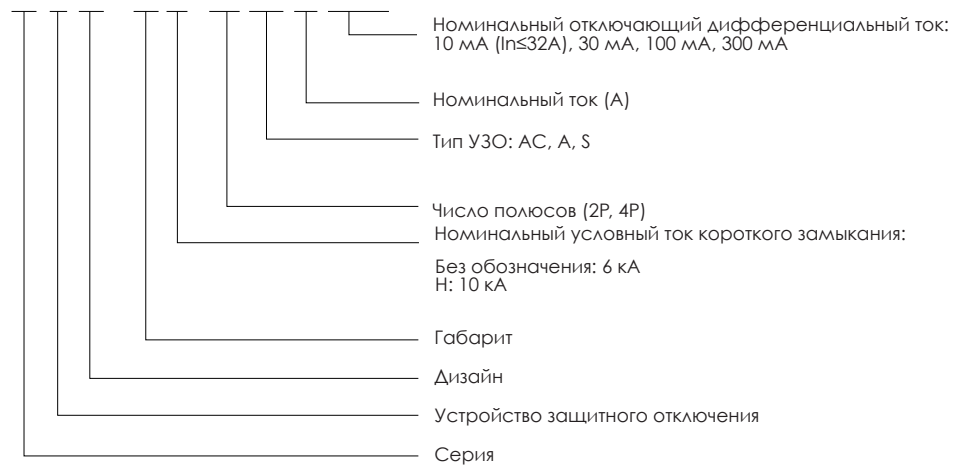 Номинальный отключающий дифференциальный ток:
10 мА (In≤32А), 30 мА, 100 мА, 300 мА
Номинальный ток (А)
Тип УЗО: АС, А, S
Число полюсов (2Р, 4Р)
Номинальный условный ток короткого замыкания:
Без обозначения: 6 кА
Н: 10 кА
Габарит
Дизайн
Устройство защитного отключения
Серия